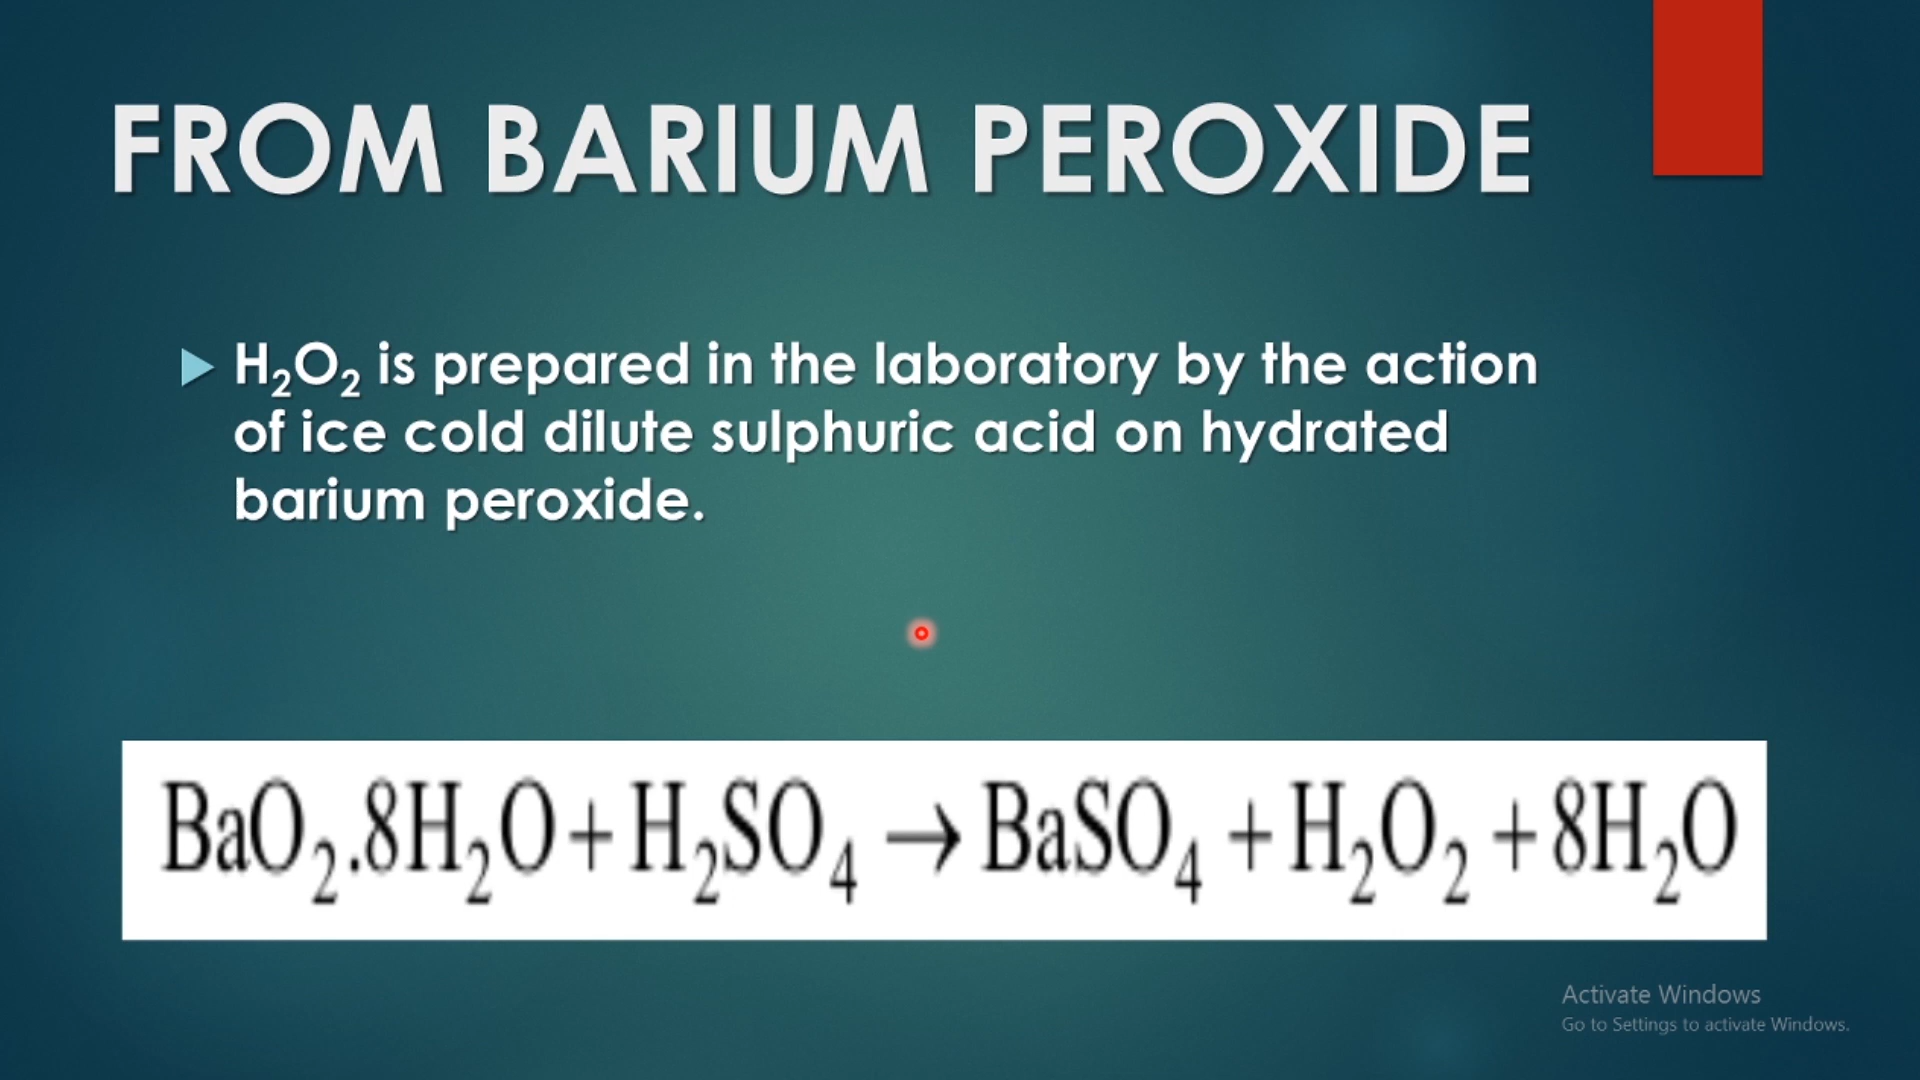 FROM BARIUM PEROXIDE
H₂O₂ is prepared in the laboratory by the action
of ice cold dilute sulphuric acid on hydrated
barium peroxide.
BaO₂.8H₂O+H₂SO₄→BaSO₄+H₂O₂+8H₂O
Activate Windows
Go to Settings to activate Windows.